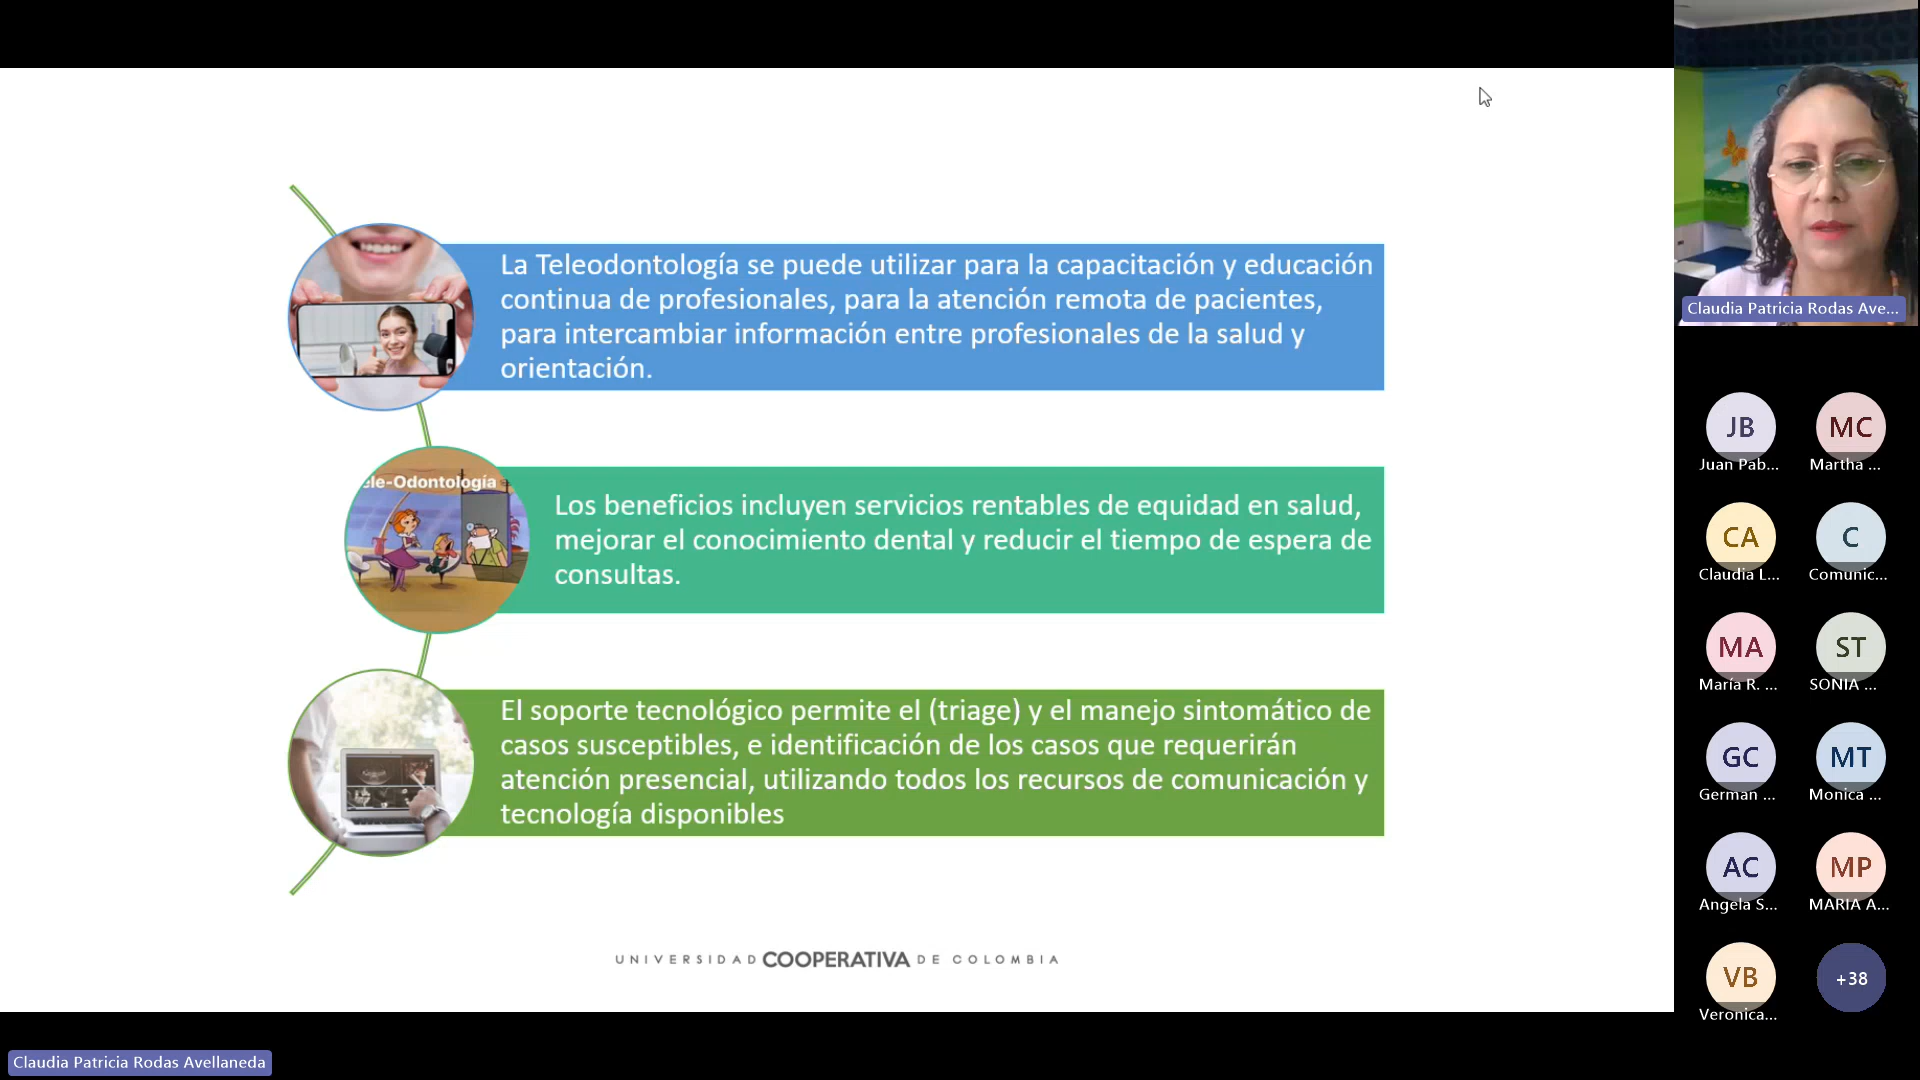 La Teleodontología se puede utilizar para la capacitación y educación
continua de profesionales, para la atención remota de pacientes,
para intercambiar información entre profesionales de la salud y
orientación.
ele-Odontología
Los beneficios incluyen servicios rentables de equidad en salud,
mejorar el conocimiento dental y reducir el tiempo de espera de
consultas.
El soporte tecnológico permite el (triage) y el manejo sintomático de
casos susceptibles, e identificación de los casos que requerirán
atención presencial, utilizando todos los recursos de comunicación y
tecnología disponibles
UNIVERSIDAD COOPERATIVA DE COLOMBIA
Claudia Patricia Rodas Avellaneda
Claudia Patricia Rodas Ave...
JB
Juan Pab...
MC
Martha ...
CA
Claudia L...
C
Comunic...
MA
María R. ...
ST
SONIA ...
GC
German ...
MT
Monica ...
AC
Angela S...
MP
MARIA A...
VB
Veronica...
+38